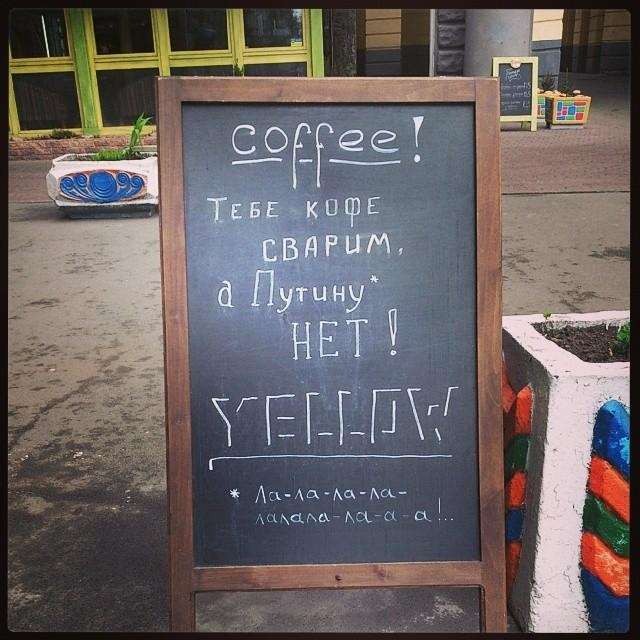 coffee!
ТЕБЕ КОФЕ
СВАРИМ,
а Путину*
НЕТ!
YELLOW
* Ла-ла-ла-ла-
лалала-ла-а-а!..